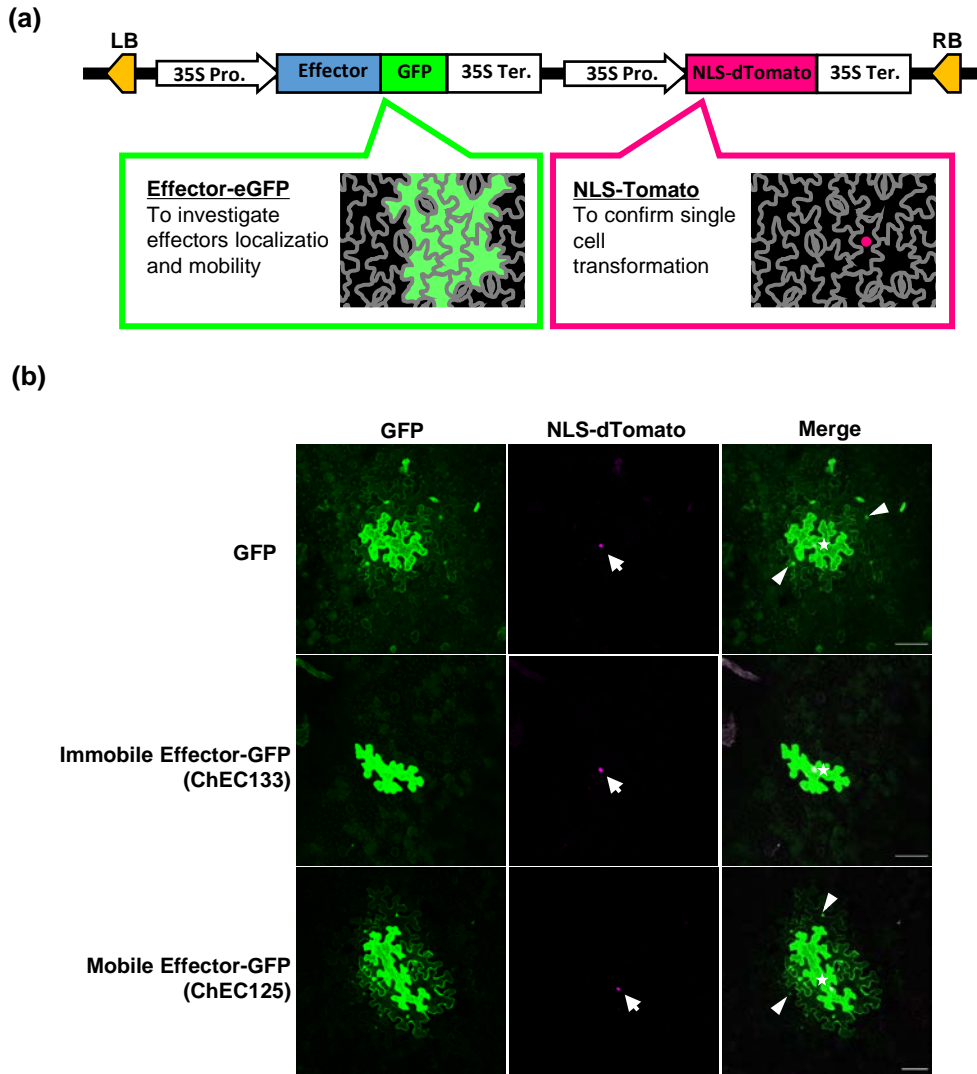 (a)
LB
RB
35S Pro.
Effector
GFP
35S Ter.
35S Pro.
NLS-dTomato
35S Ter.
Effector-eGFP
To investigate
effectors localizatio
and mobility
NLS-Tomato
To confirm single
cell
transformation
(b)
GFP
NLS-dTomato
Merge
GFP
Immobile Effector-GFP
(ChEC133)
Mobile Effector-GFP
(ChEC125)